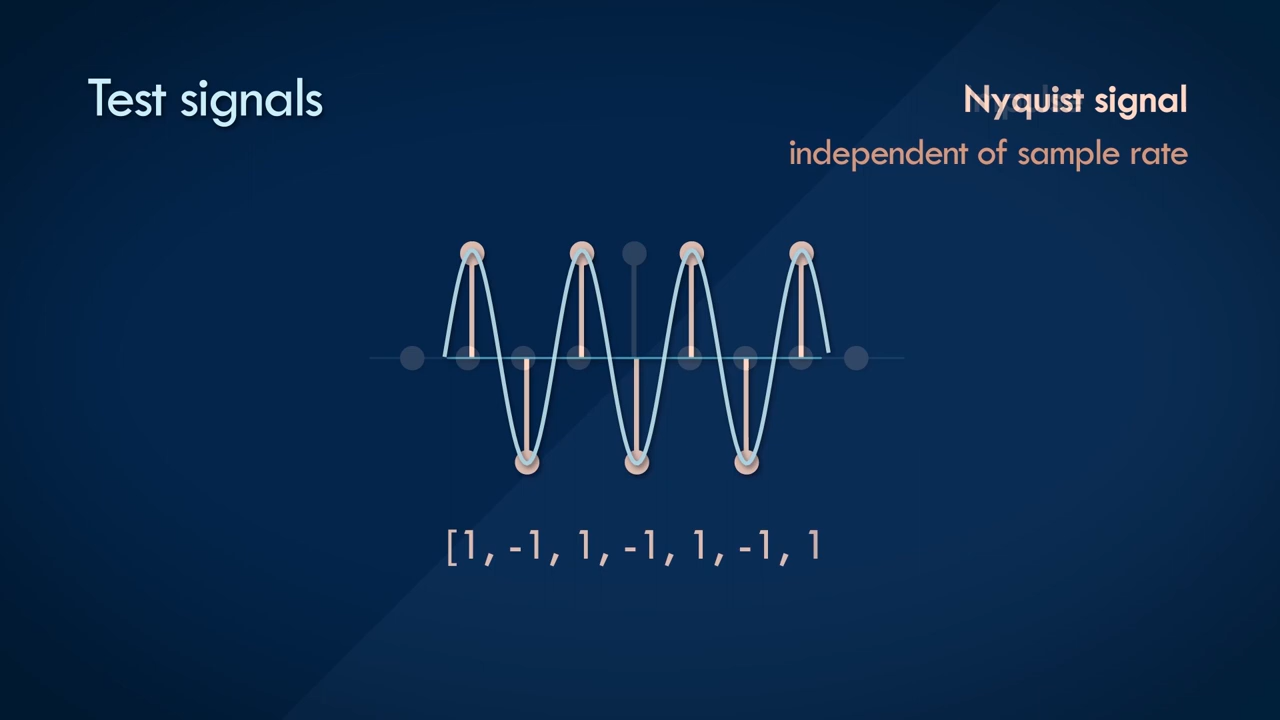 Test signals
Nyquist signal
independent of sample rate
[1, -1, 1, -1, 1, -1, 1